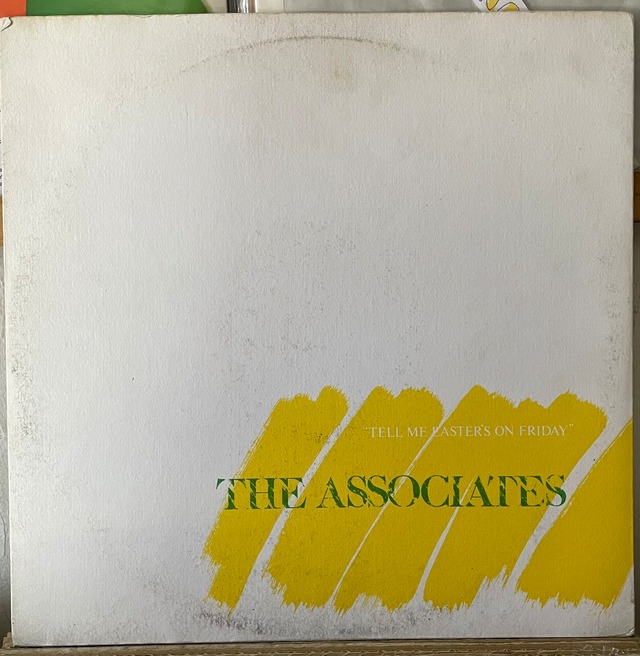 "TELL ME EASTER'S ON FRIDAY"
THE ASSOCIATES